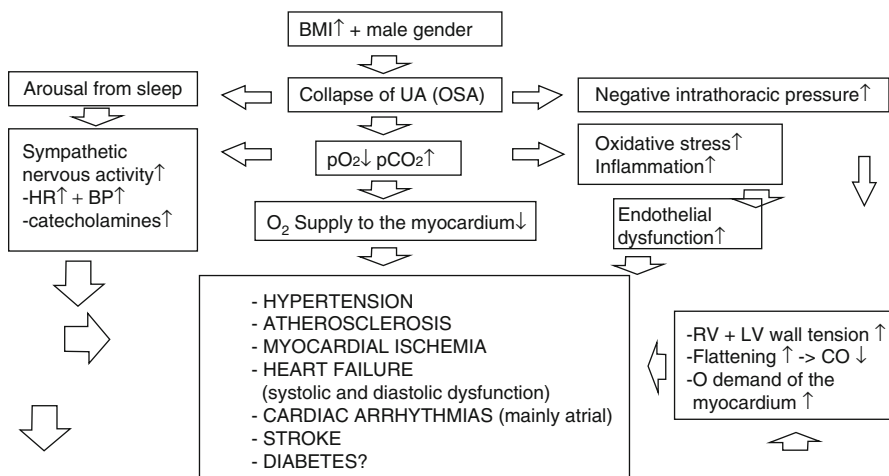 BMI↑ + male gender
Arousal from sleep
Collapse of UA (OSA)
Negative intrathoracic pressure↑
Sympathetic
nervous activity↑
-HR↑ + BP↑
-catecholamines↑
pO₂↓ pCO₂↑
Oxidative stress↑
Inflammation↑
O₂ Supply to the myocardium↓
Endothelial
dysfunction↑
- HYPERTENSION
- ATHEROSCLEROSIS
- MYOCARDIAL ISCHEMIA
- HEART FAILURE
(systolic and diastolic dysfunction)
- CARDIAC ARRHYTHMIAS (mainly atrial)
- STROKE
- DIABETES?
-RV + LV wall tension ↑
-Flattening ↑ -> CO ↓
-O demand of the
myocardium ↑